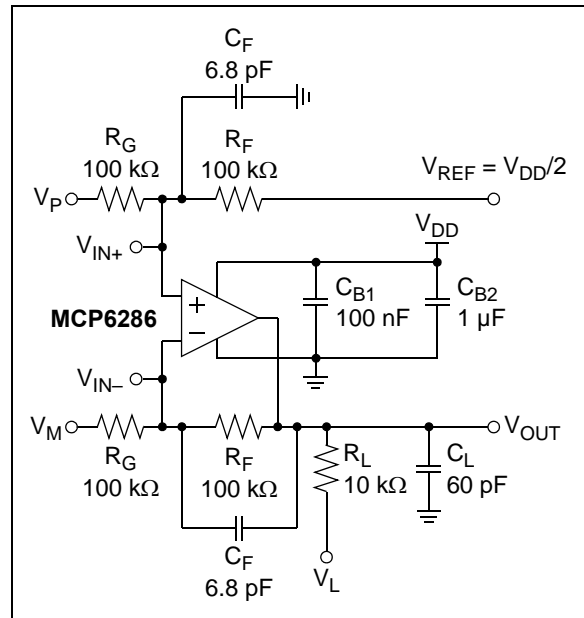 C_F
6.8 pF
R_G
100 kΩ
R_F
100 kΩ
V_REF = V_DD/2
V_P
V_DD
V_IN+
+
C_B1
100 nF
C_B2
1 µF
MCP6286
–
V_IN–
V_M
V_OUT
R_G
100 kΩ
R_F
100 kΩ
R_L
10 kΩ
C_L
60 pF
C_F
6.8 pF
V_L